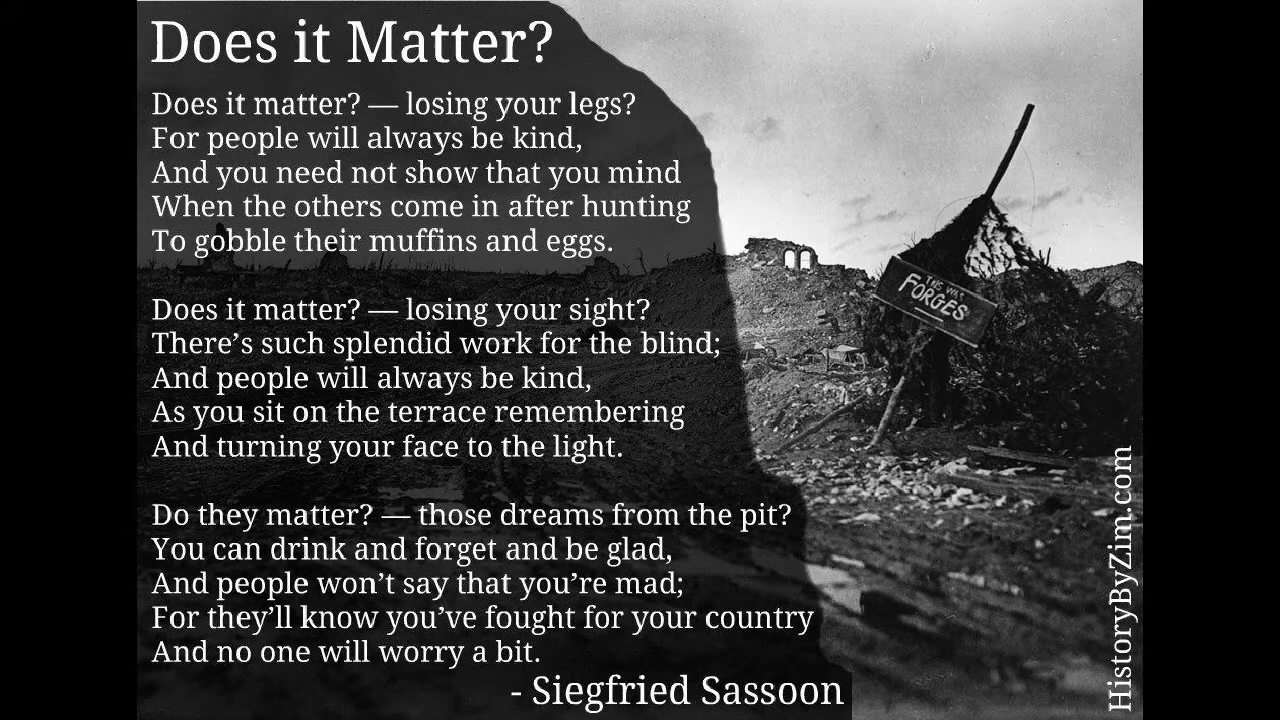 Does it Matter?
Does it matter? — losing your legs?
For people will always be kind,
And you need not show that you mind
When the others come in after hunting
To gobble their muffins and eggs.
Does it matter? — losing your sight?
There’s such splendid work for the blind;
And people will always be kind,
As you sit on the terrace remembering
And turning your face to the light.
Do they matter? — those dreams from the pit?
You can drink and forget and be glad,
And people won’t say that you’re mad;
For they’ll know you’ve fought for your country
And no one will worry a bit.
- Siegfried Sassoon
FORGES
HistoryByZim.com